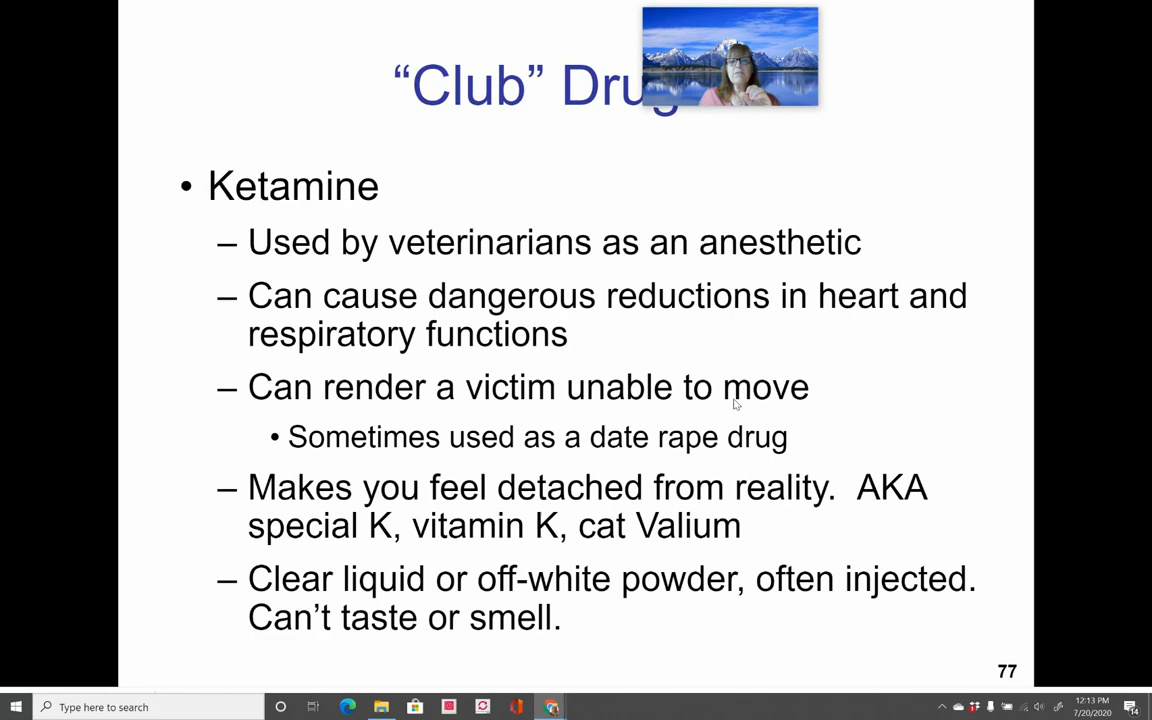 “Club” Drug
• Ketamine
– Used by veterinarians as an anesthetic
– Can cause dangerous reductions in heart and
respiratory functions
– Can render a victim unable to move
• Sometimes used as a date rape drug
– Makes you feel detached from reality.  AKA
special K, vitamin K, cat Valium
– Clear liquid or off-white powder, often injected.
Can’t taste or smell.
77
Type here to search
12:13 PM
7/20/2020
14